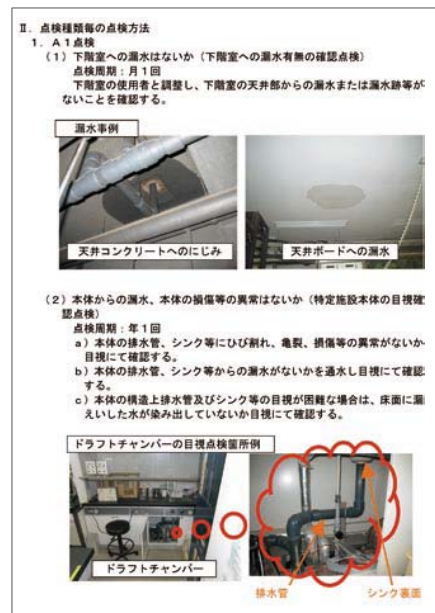 Ⅱ．点検種類毎の点検方法
１．Ａ１点検
（１）下階室への漏水はないか（下階室への漏水有無の確認点検）
点検周期：月１回
下階室の使用者と調整し、下階室の天井部からの漏水または漏水跡等が
ないことを確認する。
漏水事例
天井コンクリートへのにじみ
天井ボードへの漏水
（２）本体からの漏水、本体の損傷等の異常はないか（特定施設本体の目視確
認点検）
点検周期：年１回
ａ）本体の排水管、シンク等にひび割れ、亀裂、損傷等の異常がないか
目視にて確認する。
ｂ）本体の排水管、シンク等からの漏水がないかを通水し目視にて確認
する。
ｃ）本体の構造上排水管及びシンク等の目視が困難な場合は、床面に漏
えいした水が染み出していないか目視にて確認する。
ドラフトチャンバーの目視点検箇所例
ドラフトチャンバー
排水管
シンク裏面